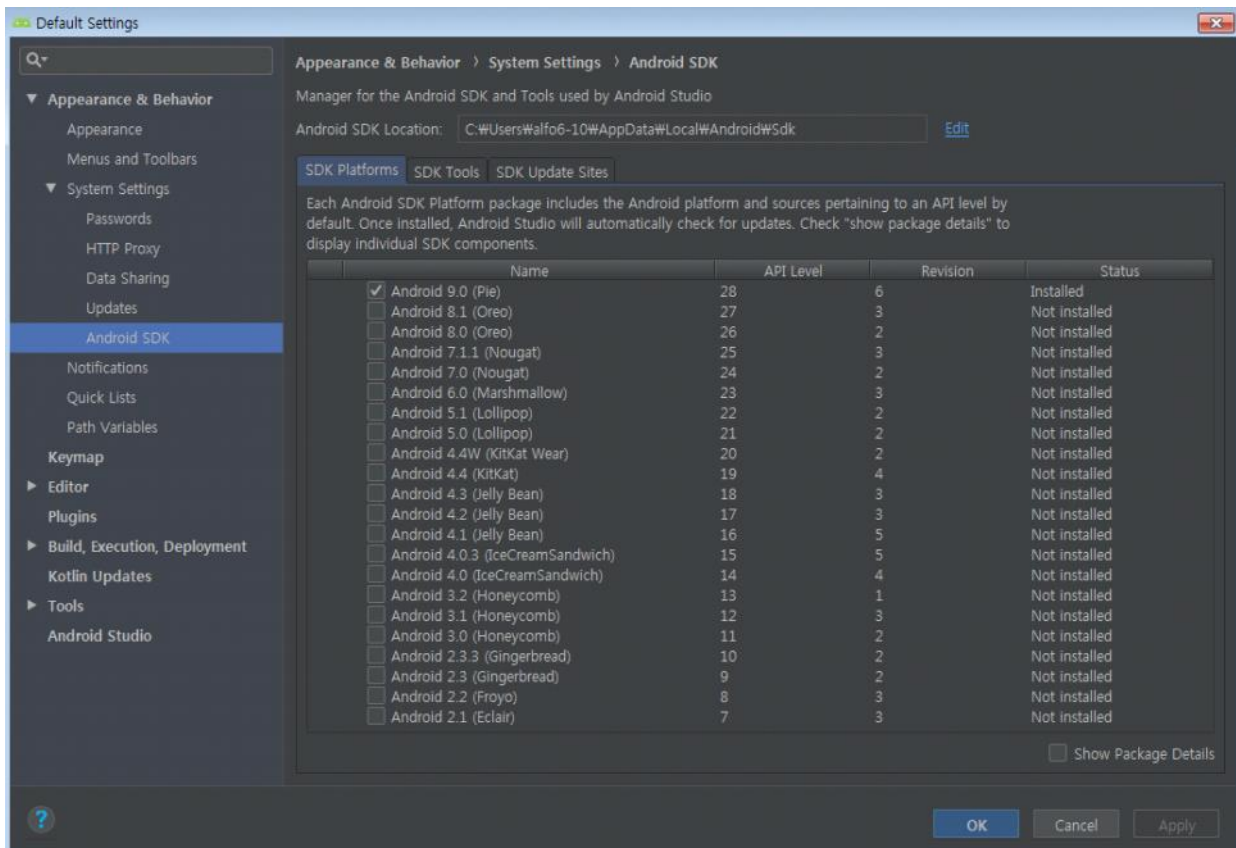 Default Settings
Appearance & Behavior
Appearance
Menus and Toolbars
System Settings
Passwords
HTTP Proxy
Data Sharing
Updates
Android SDK
Notifications
Quick Lists
Path Variables
Keymap
Editor
Plugins
Build, Execution, Deployment
Kotlin Updates
Tools
Android Studio
Appearance & Behavior > System Settings > Android SDK
Manager for the Android SDK and Tools used by Android Studio
Android SDK Location: C:₩Users₩alfo6-10₩AppData₩Local₩Android₩Sdk Edit
SDK Platforms SDK Tools SDK Update Sites
Each Android SDK Platform package includes the Android platform and sources pertaining to an API level by
default. Once installed, Android Studio will automatically check for updates. Check "show package details" to
display individual SDK components.
Name API Level Revision Status
Android 9.0 (Pie) 28 6 Installed
Android 8.1 (Oreo) 27 3 Not installed
Android 8.0 (Oreo) 26 2 Not installed
Android 7.1.1 (Nougat) 25 3 Not installed
Android 7.0 (Nougat) 24 2 Not installed
Android 6.0 (Marshmallow) 23 3 Not installed
Android 5.1 (Lollipop) 22 2 Not installed
Android 5.0 (Lollipop) 21 2 Not installed
Android 4.4W (KitKat Wear) 20 2 Not installed
Android 4.4 (KitKat) 19 4 Not installed
Android 4.3 (Jelly Bean) 18 3 Not installed
Android 4.2 (Jelly Bean) 17 3 Not installed
Android 4.1 (Jelly Bean) 16 5 Not installed
Android 4.0.3 (IceCreamSandwich) 15 5 Not installed
Android 4.0 (IceCreamSandwich) 14 4 Not installed
Android 3.2 (Honeycomb) 13 1 Not installed
Android 3.1 (Honeycomb) 12 3 Not installed
Android 3.0 (Honeycomb) 11 2 Not installed
Android 2.3.3 (Gingerbread) 10 2 Not installed
Android 2.3 (Gingerbread) 9 2 Not installed
Android 2.2 (Froyo) 8 3 Not installed
Android 2.1 (Eclair) 7 3 Not installed
Show Package Details
? OK Cancel Apply